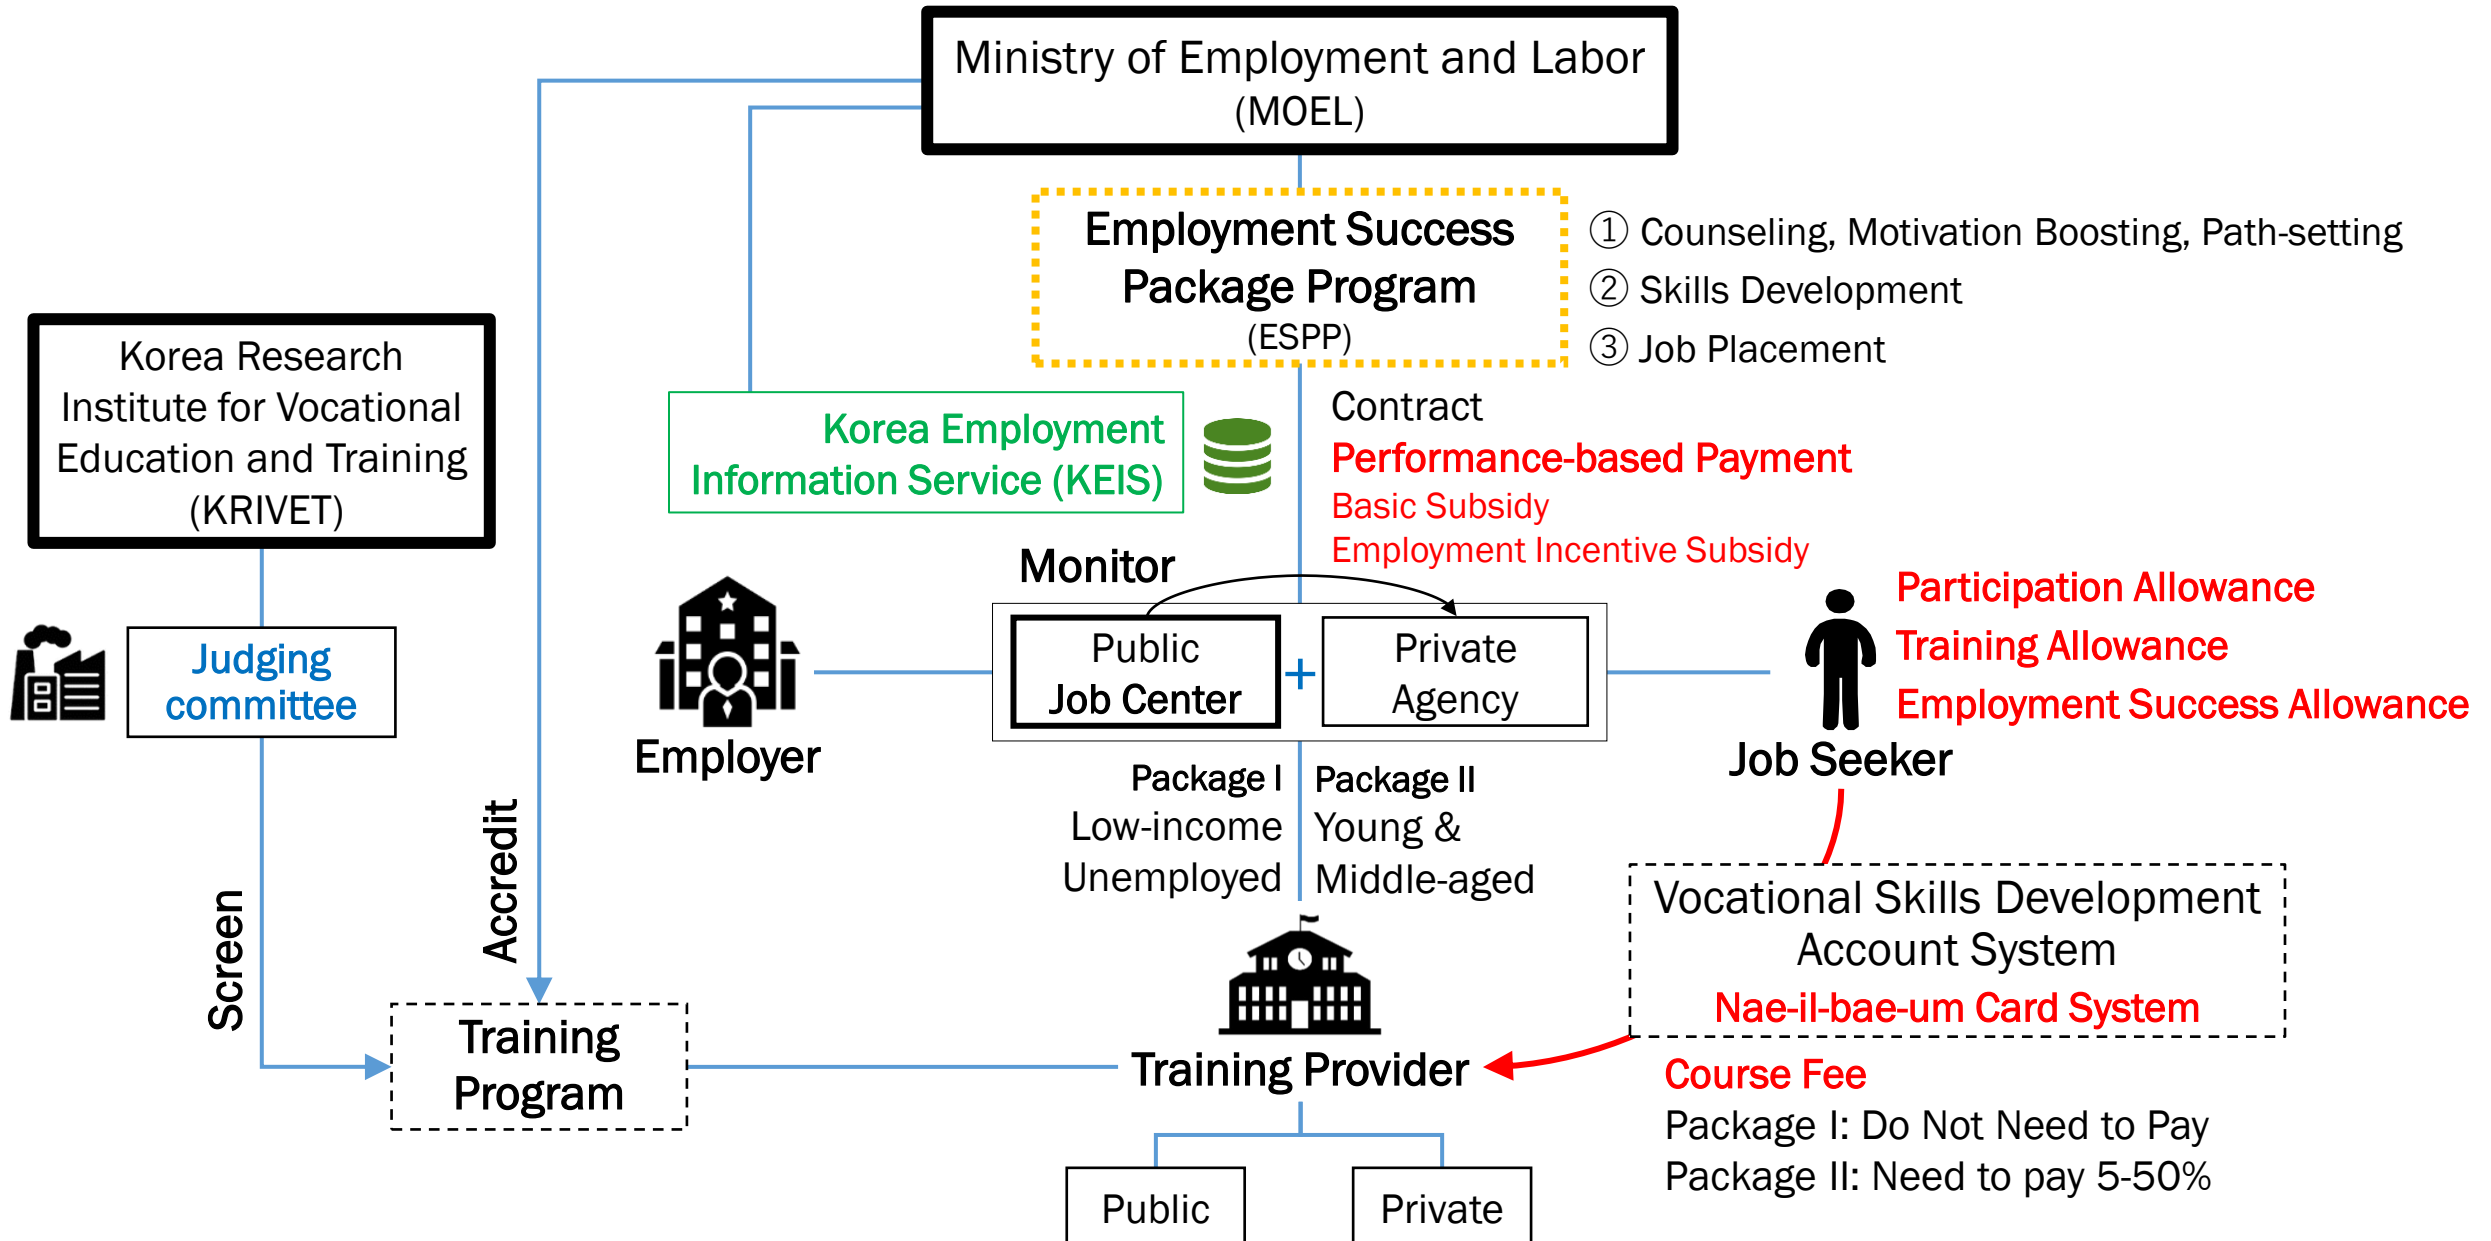 Ministry of Employment and Labor
(MOEL)
Employment Success
Package Program
(ESPP)
① Counseling, Motivation Boosting, Path-setting
② Skills Development
③ Job Placement
Korea Research
Institute for Vocational
Education and Training
(KRIVET)
Korea Employment
Information Service (KEIS)
Contract
Performance-based Payment
Basic Subsidy
Employment Incentive Subsidy
Monitor
Public
Job Center
+
Private
Agency
Employer
Job Seeker
Participation Allowance
Training Allowance
Employment Success Allowance
Judging
committee
Screen
Accredit
Package I
Low-income
Unemployed
Package II
Young &
Middle-aged
Vocational Skills Development
Account System
Nae-il-bae-um Card System
Training
Program
Training Provider
Course Fee
Package I: Do Not Need to Pay
Package II: Need to pay 5-50%
Public
Private